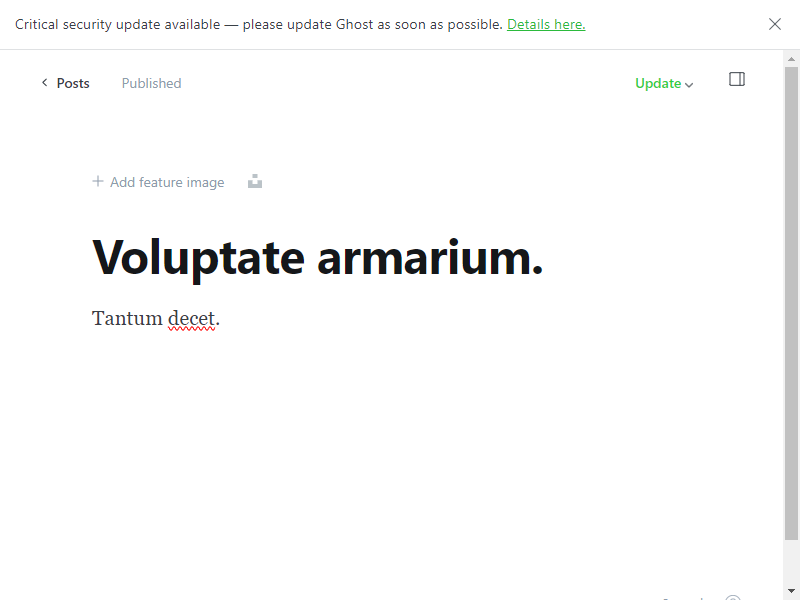 Critical security update available — please update Ghost as soon as possible. Details here.
Posts
Published
Update
Add feature image
Voluptate armarium.
Tantum decet.